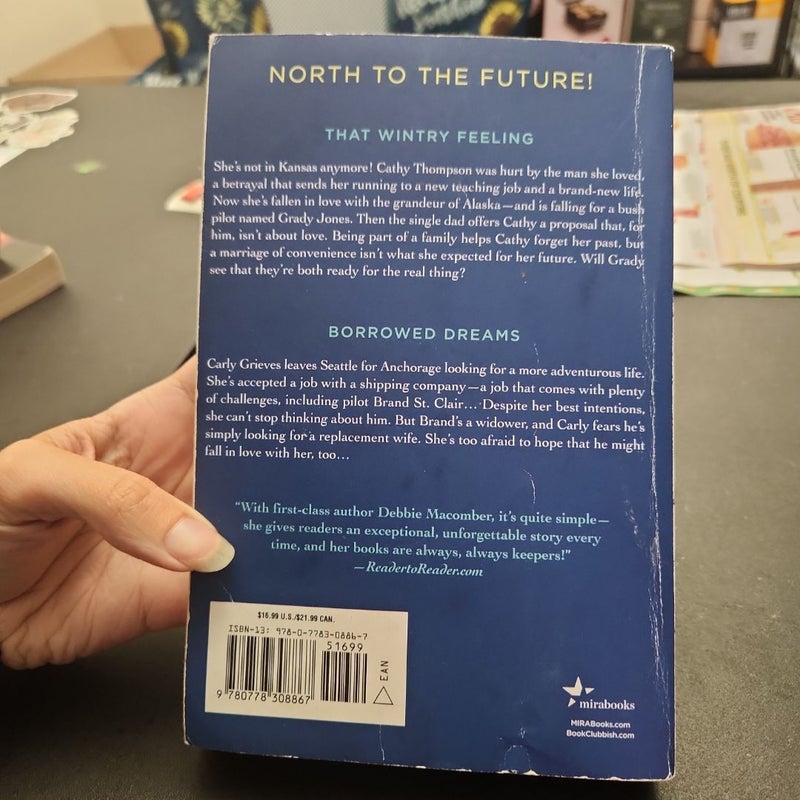 NORTH TO THE FUTURE!
THAT WINTRY FEELING
She's not in Kansas anymore! Cathy Thompson was hurt by the man she loved,
a betrayal that sends her running to a new teaching job and a brand-new life.
Now she's fallen in love with the grandeur of Alaska—and is falling for a bush
pilot named Grady Jones. Then the single dad offers Cathy a proposal that, for
him, isn't about love. Being part of a family helps Cathy forget her past, but
a marriage of convenience isn't what she expected for her future. Will Grady
see that they're both ready for the real thing?
BORROWED DREAMS
Carly Grieves leaves Seattle for Anchorage looking for a more adventurous life.
She's accepted a job with a shipping company—a job that comes with plenty
of challenges, including pilot Brand St. Clair… Despite her best intentions,
she can't stop thinking about him. But Brand's a widower, and Carly fears he's
simply looking for a replacement wife. She's too afraid to hope that he might
fall in love with her, too…
"With first-class author Debbie Macomber, it's quite simple—
she gives readers an exceptional, unforgettable story every
time, and her books are always, always keepers!"
—ReadertoReader.com
$16.99 U.S./$21.99 CAN.
ISBN-13: 978-0-7783-0886-7
51699
EAN
9 780778 308867
mirabooks
MIRABooks.com
BookClubbish.com